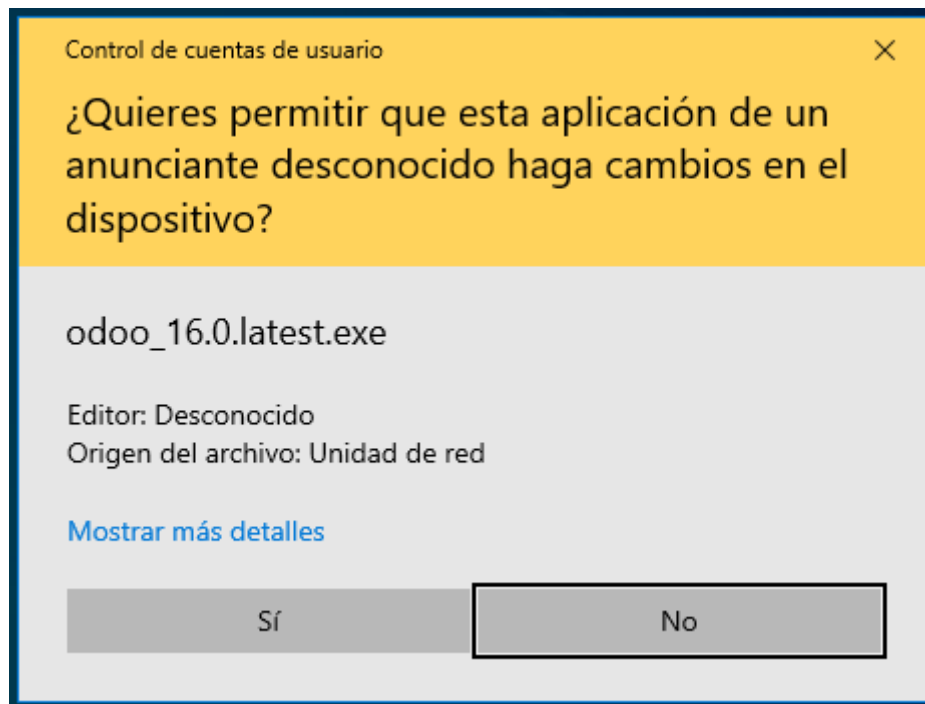 Control de cuentas de usuario
¿Quieres permitir que esta aplicación de un
anunciante desconocido haga cambios en el
dispositivo?
odoo_16.0.latest.exe
Editor: Desconocido
Origen del archivo: Unidad de red
Mostrar más detalles
Sí
No